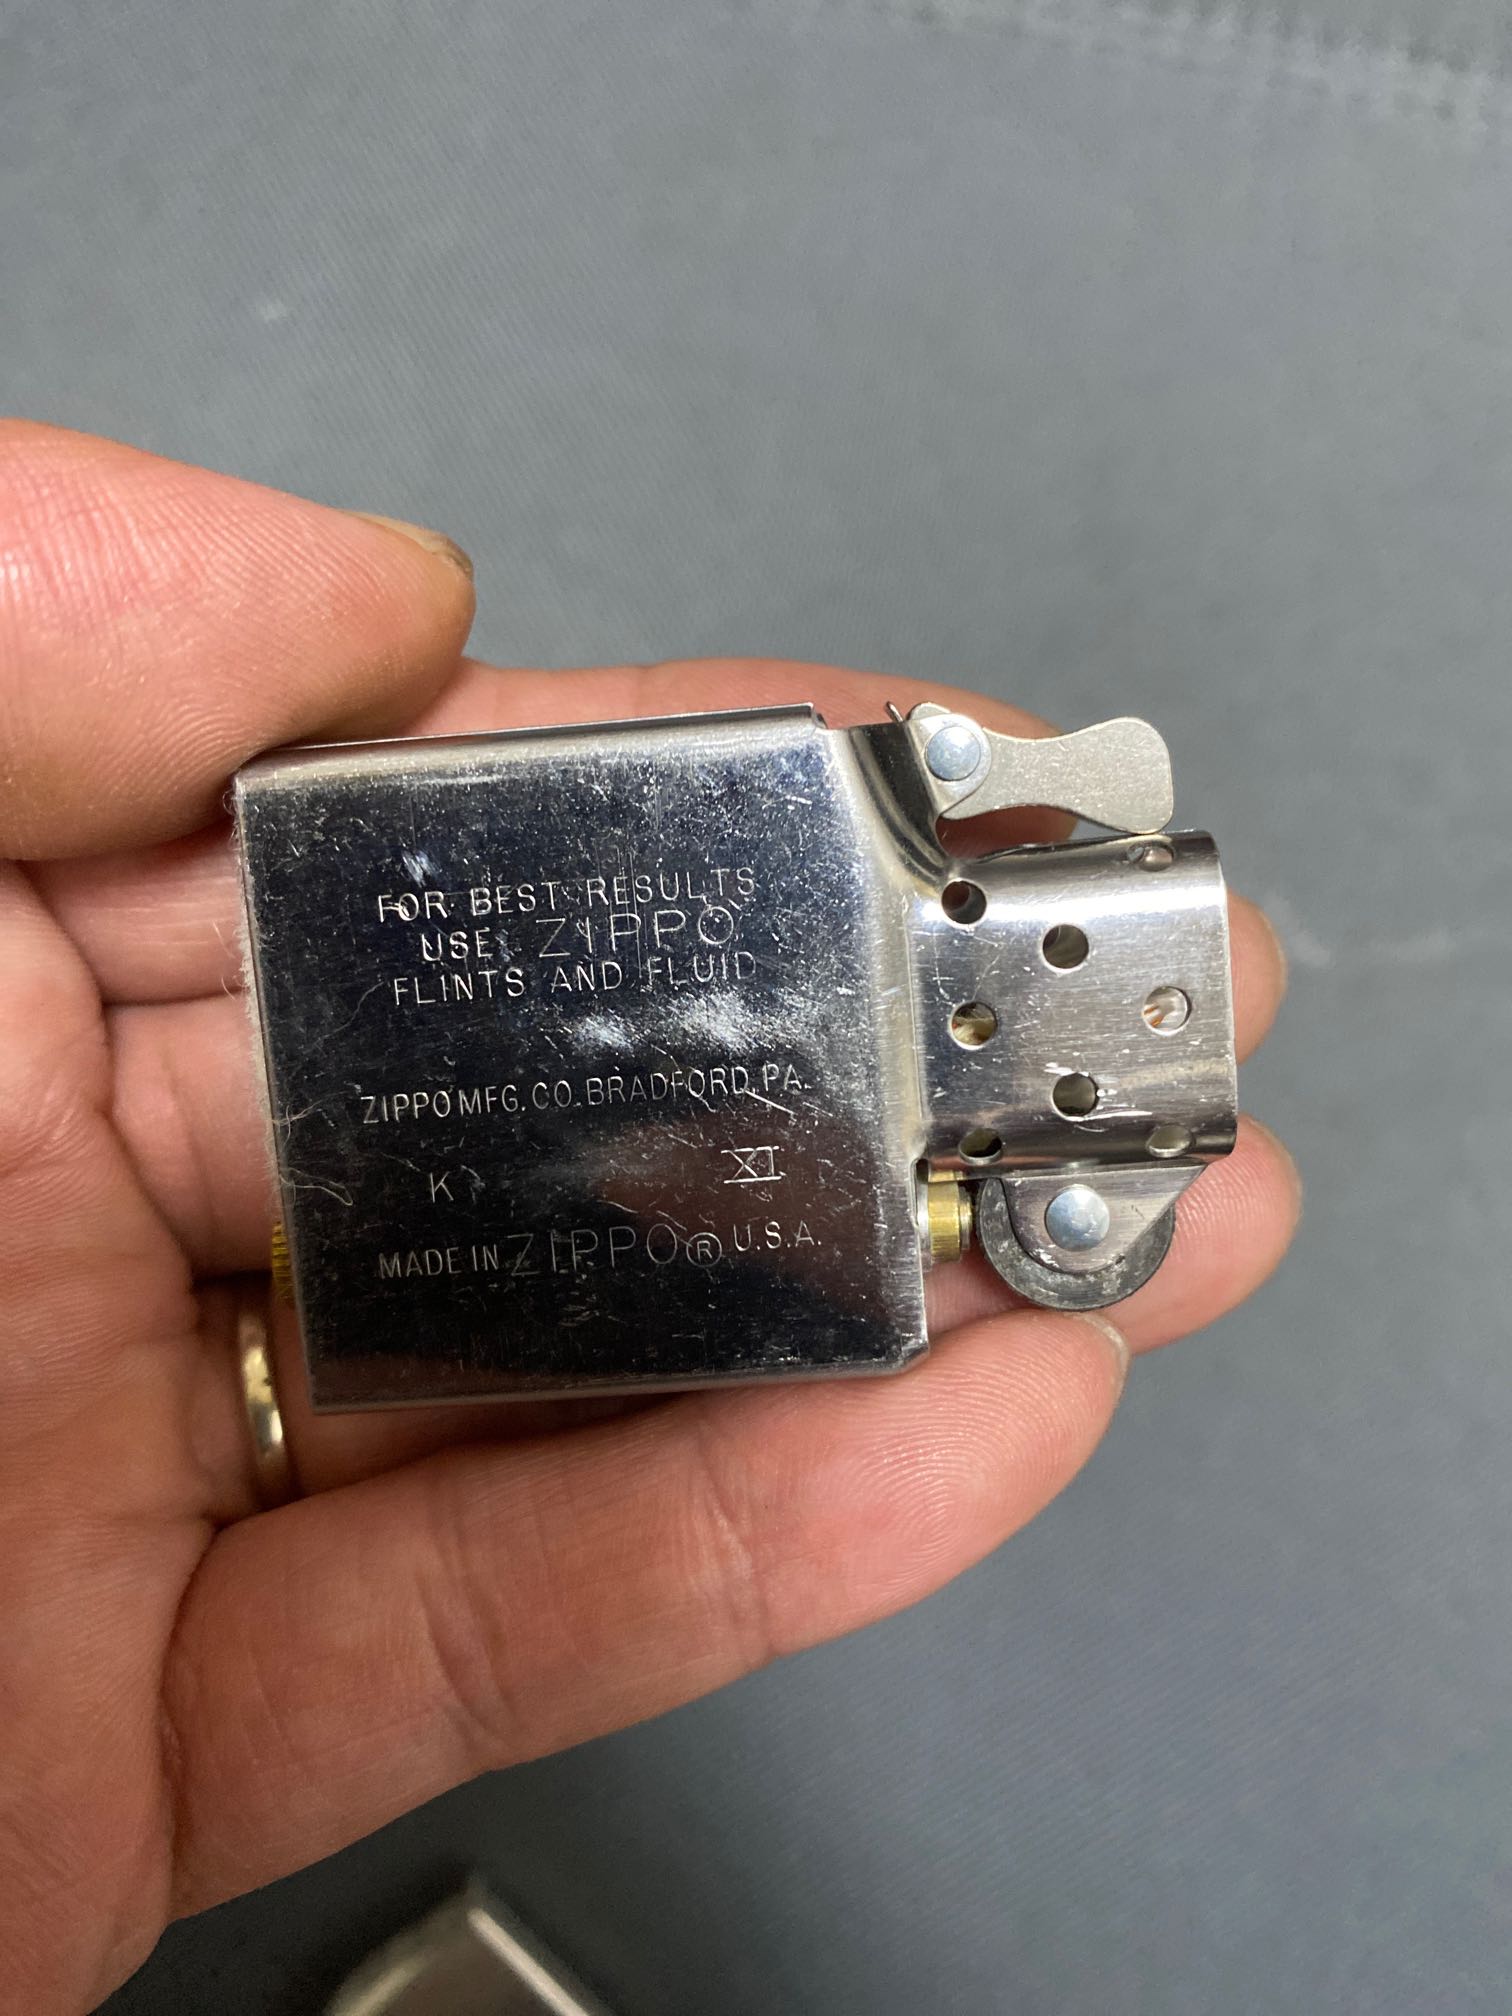 FOR BEST RESULTS
USE ZIPPO
FLINTS AND FLUID
ZIPPO MFG. CO. BRADFORD, PA.
K XI
MADE IN ZIPPO® U.S.A.